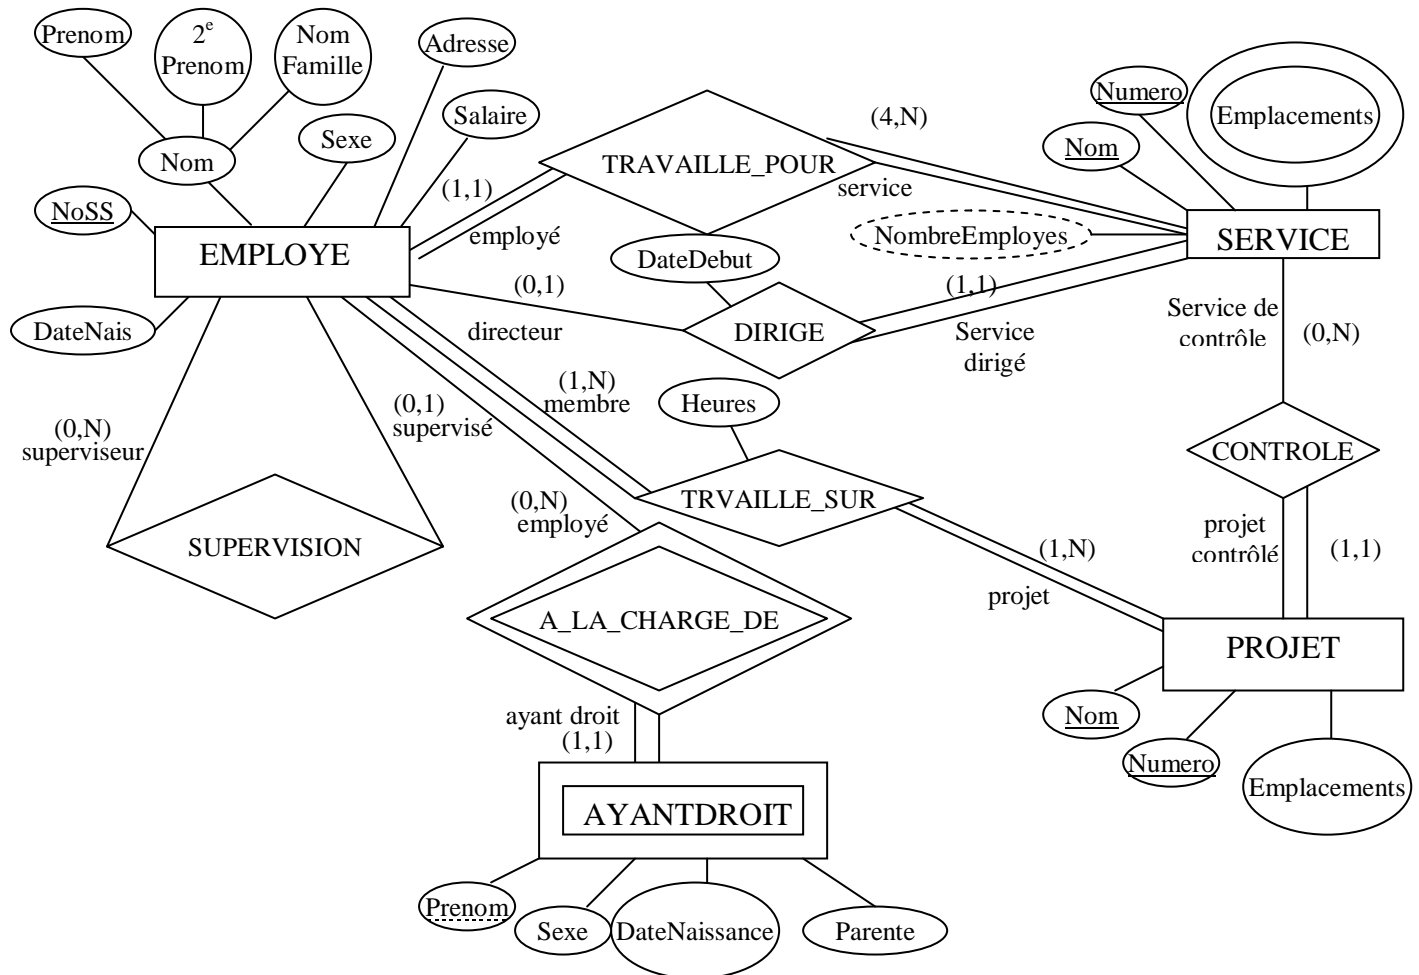 Prenom
2e
Prenom
Nom
Famille
Adresse
Salaire
Sexe
Nom
NoSS
DateNais
EMPLOYE
(1,1)
employé
TRAVAILLE_POUR
(4,N)
service
Numero
Nom
Emplacements
NombreEmployes
SERVICE
DateDebut
(0,1)
directeur
DIRIGE
(1,1)
Service
dirigé
Service de
contrôle
(0,N)
(0,N)
superviseur
(0,1)
supervisé
SUPERVISION
(1,N)
membre
Heures
TRVAILLE_SUR
(1,N)
projet
CONTROLE
projet
contrôlé
(1,1)
(0,N)
employé
A_LA_CHARGE_DE
ayant droit
(1,1)
PROJET
Nom
Numero
Emplacements
AYANTDROIT
Prenom
Sexe
DateNaissance
Parente